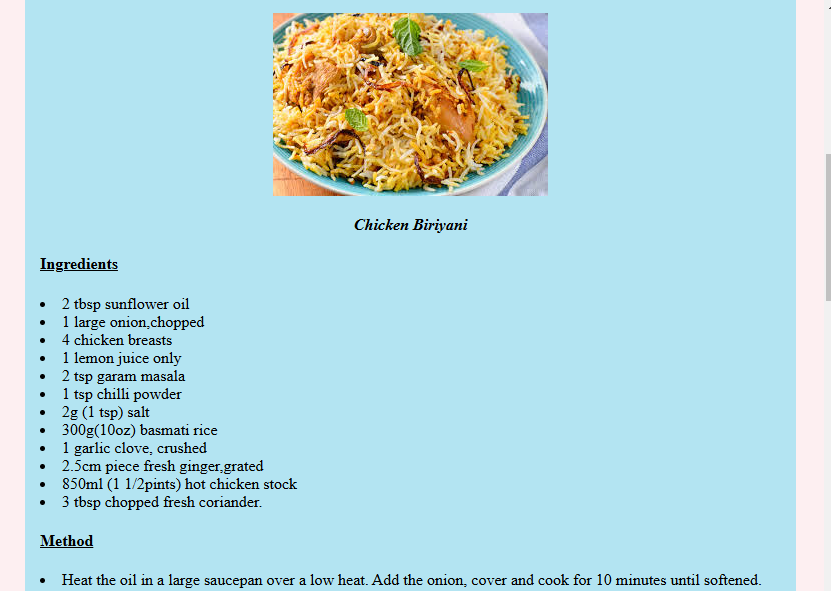 Chicken Biriyani
Ingredients
2 tbsp sunflower oil
1 large onion,chopped
4 chicken breasts
1 lemon juice only
2 tsp garam masala
1 tsp chilli powder
2g (1 tsp) salt
300g(10oz) basmati rice
1 garlic clove, crushed
2.5cm piece fresh ginger,grated
850ml (1 1/2pints) hot chicken stock
3 tbsp chopped fresh coriander.
Method
Heat the oil in a large saucepan over a low heat. Add the onion, cover and cook for 10 minutes until softened.